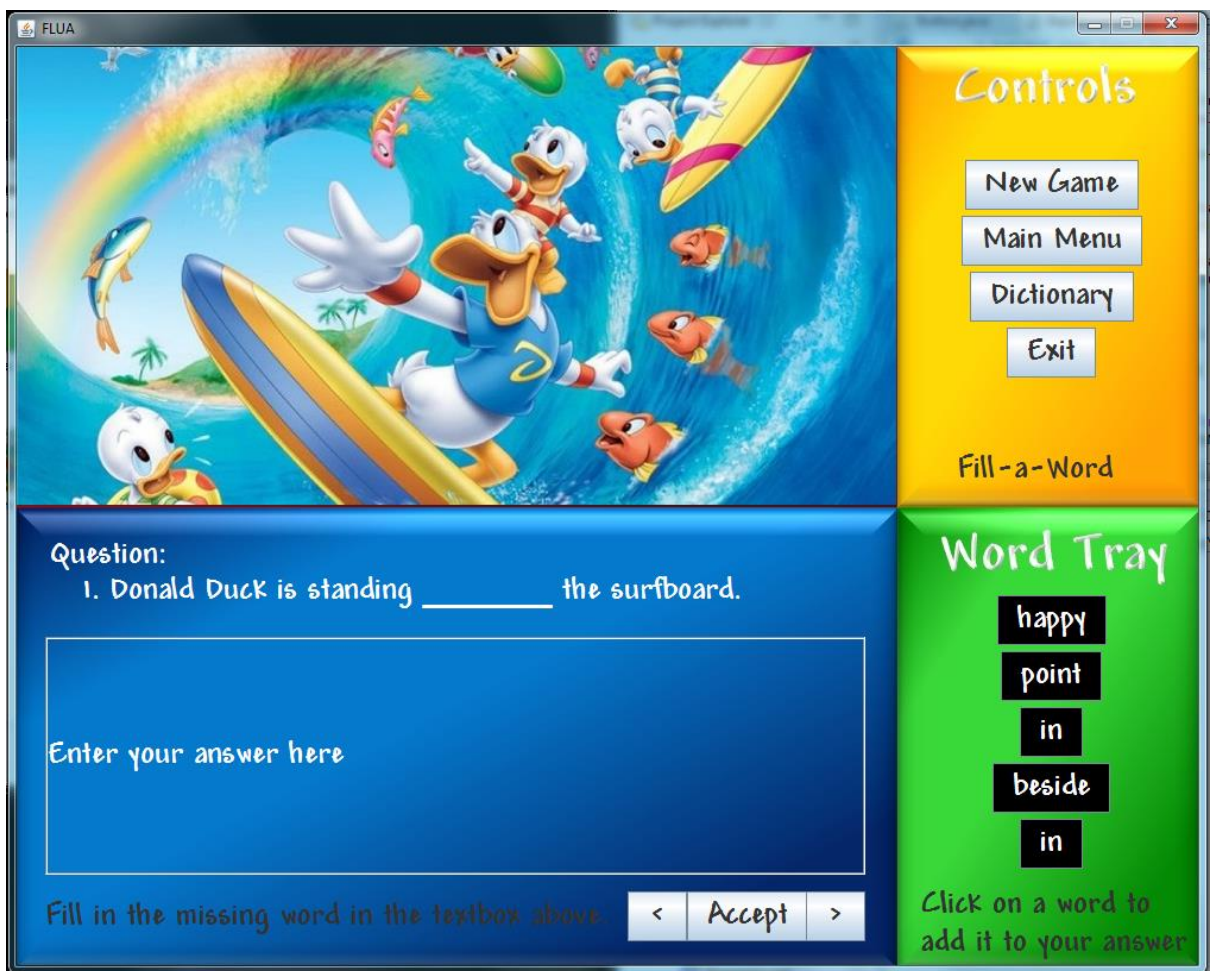 FLUA
Controls
New Game
Main Menu
Dictionary
Exit
Fill-a-Word
Question:
1. Donald Duck is standing ________ the surfboard.
Enter your answer here
Fill in the missing word in the textbox above.
< Accept >
Word Tray
happy
point
in
beside
in
Click on a word to
add it to your answer